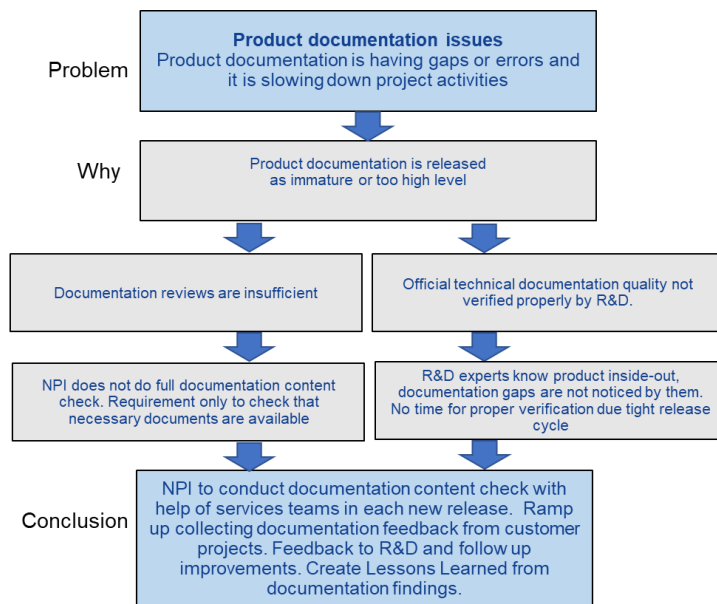 Problem
Product documentation issues
Product documentation is having gaps or errors and
it is slowing down project activities
Why
Product documentation is released
as immature or too high level
Documentation reviews are insufficient
Official technical documentation quality not
verified properly by R&D.
NPI does not do full documentation content
check. Requirement only to check that
necessary documents are available
R&D experts know product inside-out,
documentation gaps are not noticed by them.
No time for proper verification due tight release
cycle
Conclusion
NPI to conduct documentation content check with
help of services teams in each new release. Ramp
up collecting documentation feedback from customer
projects. Feedback to R&D and follow up
improvements. Create Lessons Learned from
documentation findings.